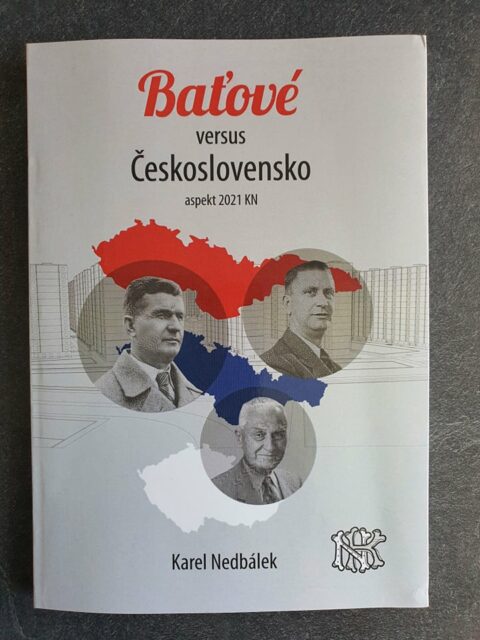 Baťové
versus
Československo
aspekt 2021 KN
Karel Nedbálek